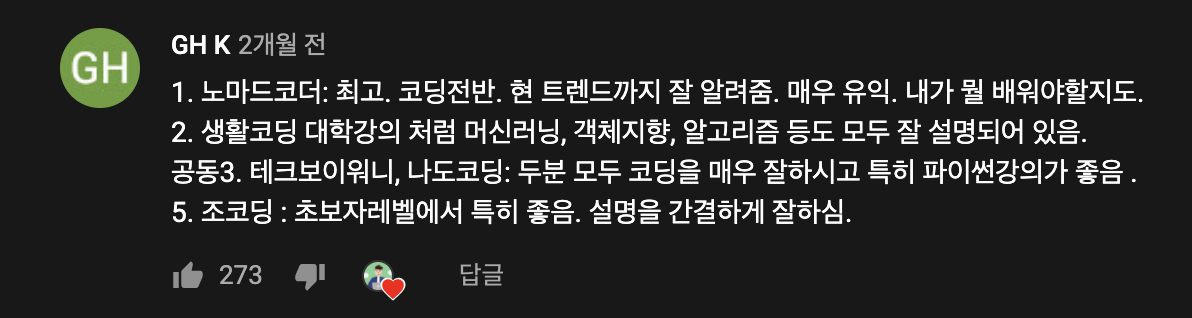 GH
GH K 2개월 전
1. 노마드코더: 최고. 코딩전반. 현 트렌드까지 잘 알려줌. 매우 유익. 내가 뭘 배워야할지도.
2. 생활코딩 대학강의 처럼 머신러닝, 객체지향, 알고리즘 등도 모두 잘 설명되어 있음.
공동3. 테크보이워니, 나도코딩: 두분 모두 코딩을 매우 잘하시고 특히 파이썬강의가 좋음 .
5. 조코딩 : 초보자레벨에서 특히 좋음. 설명을 간결하게 잘하심.
273 답글